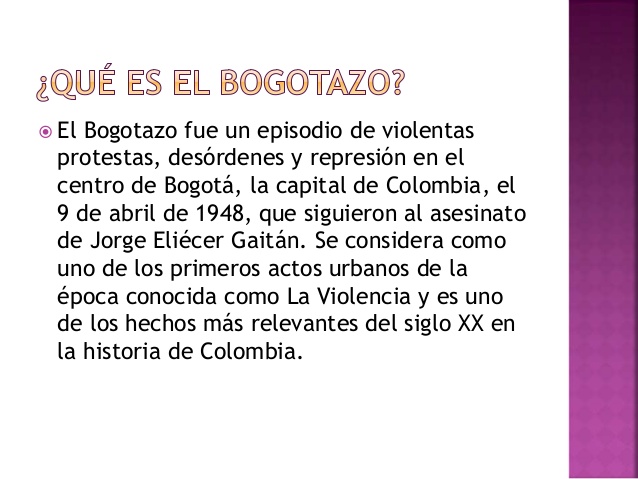 ¿QUÉ ES EL BOGOTAZO?
El Bogotazo fue un episodio de violentas
protestas, desórdenes y represión en el
centro de Bogotá, la capital de Colombia, el
9 de abril de 1948, que siguieron al asesinato
de Jorge Eliécer Gaitán. Se considera como
uno de los primeros actos urbanos de la
época conocida como La Violencia y es uno
de los hechos más relevantes del siglo XX en
la historia de Colombia.